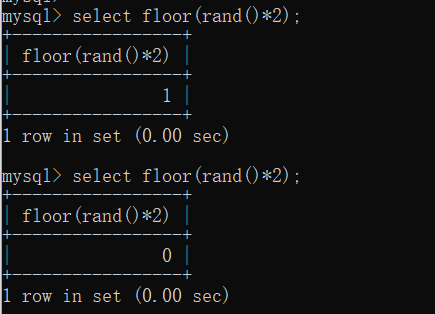 mysql> select floor(rand()*2);
+-----------------+
| floor(rand()*2) |
+-----------------+
|               1 |
+-----------------+
1 row in set (0.00 sec)
mysql> select floor(rand()*2);
+-----------------+
| floor(rand()*2) |
+-----------------+
|               0 |
+-----------------+
1 row in set (0.00 sec)